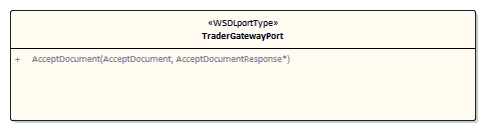 «WSDLportType»
TraderGatewayPort
+ AcceptDocument(AcceptDocument, AcceptDocumentResponse*)